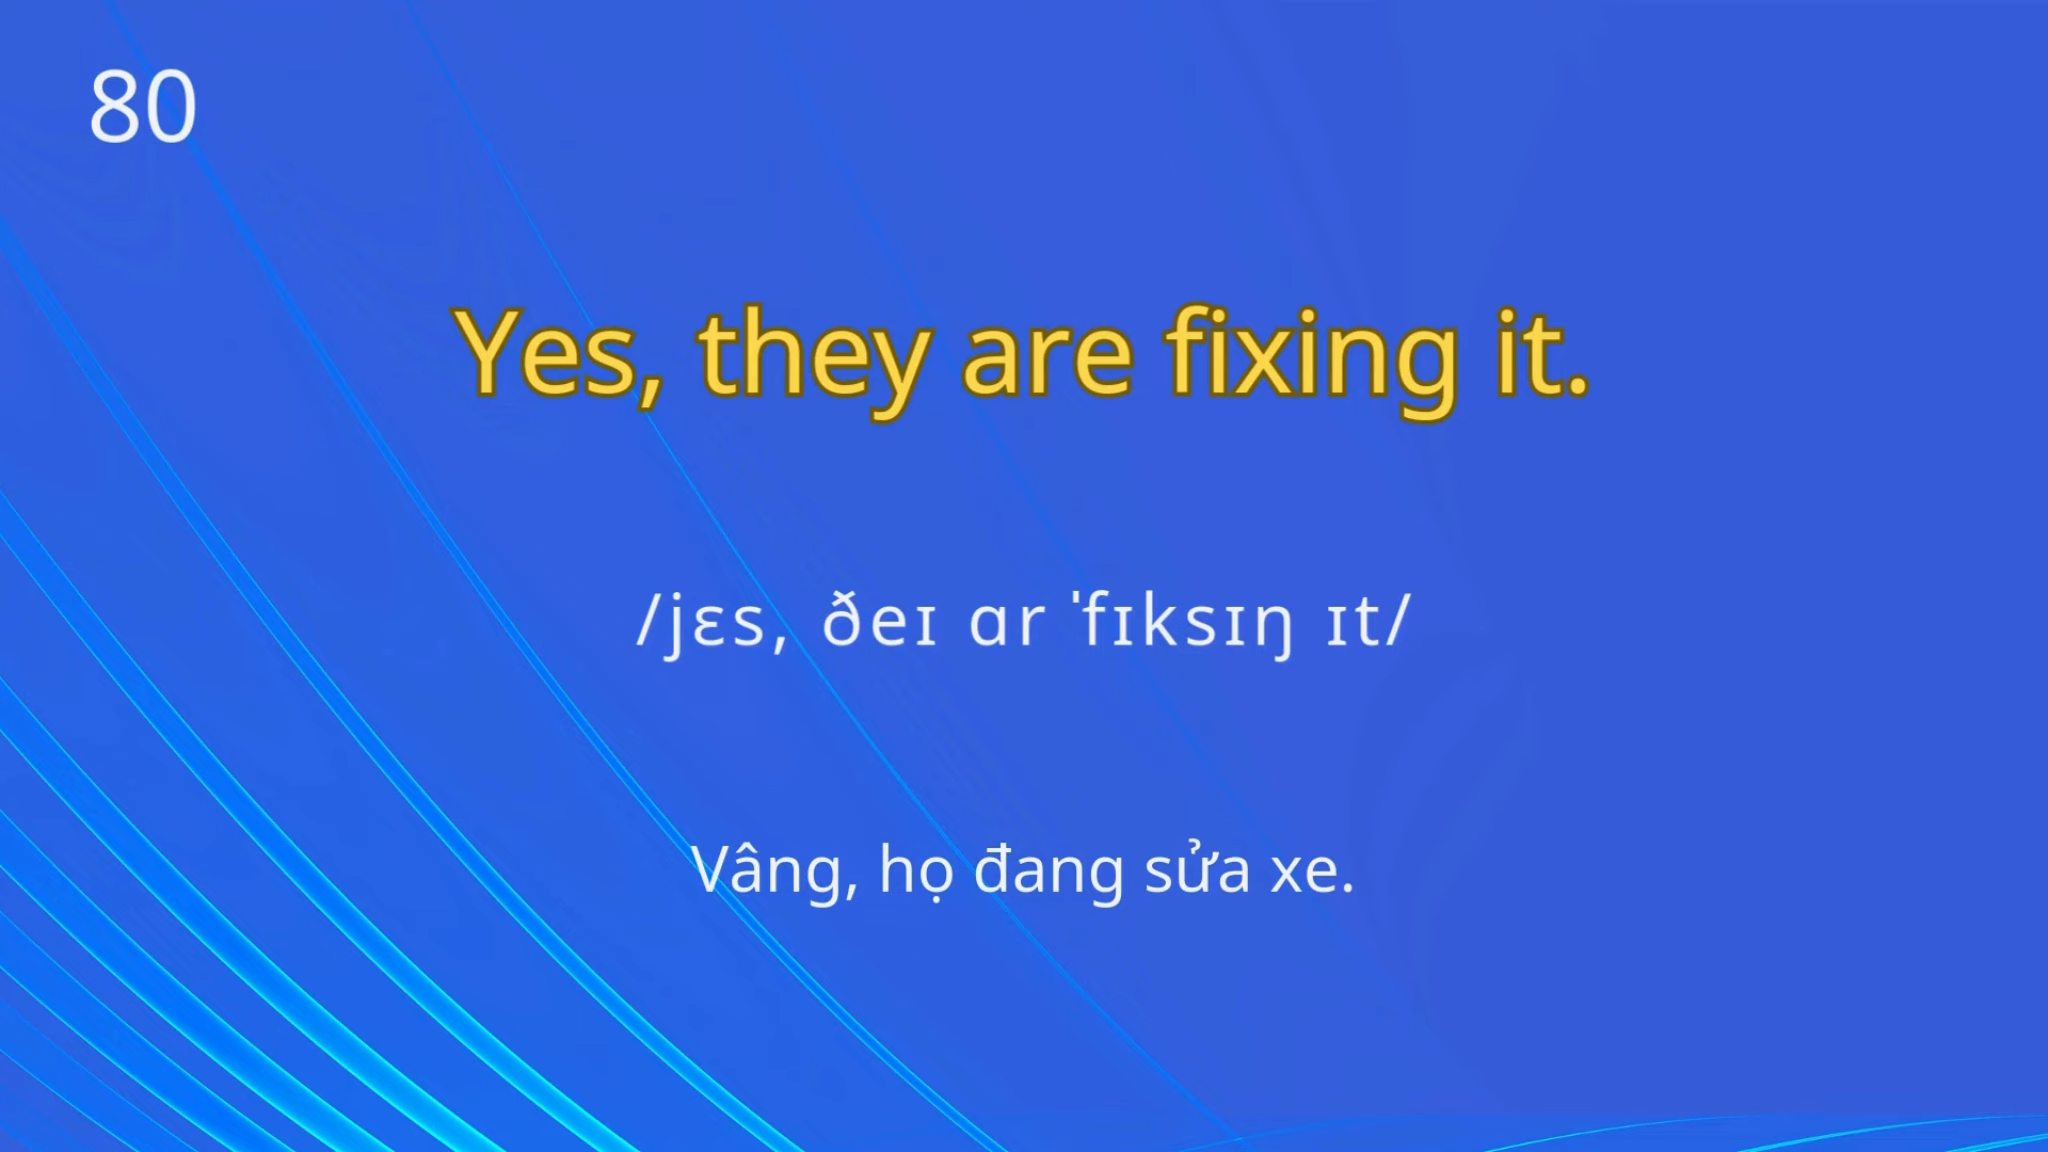 80
Yes, they are fixing it.
/jɛs, ðeɪ ɑr ˈfɪksɪŋ ɪt/
Vâng, họ đang sửa xe.